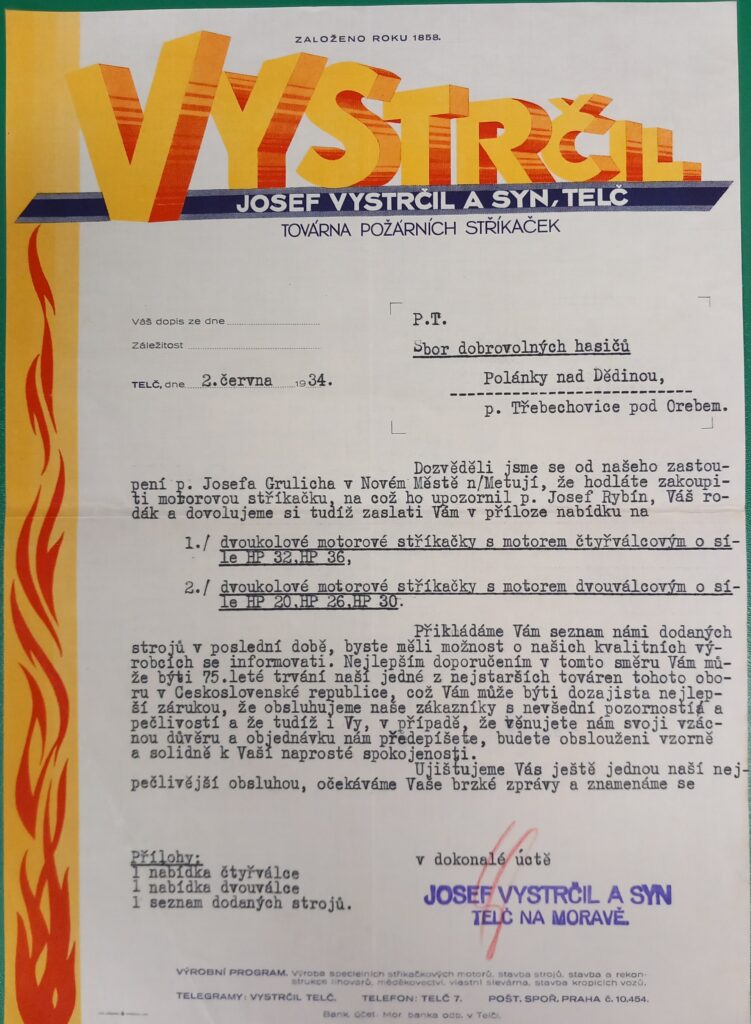 ZALOŽENO ROKU 1858.
VYSTRČIL
JOSEF VYSTRČIL A SYN, TELČ
TOVÁRNA POŽÁRNÍCH STŘÍKAČEK
Váš dopis ze dne
Záležitost
TELČ, dne 2.června 1934.
P.T.
Sbor dobrovolných hasičů
Polánky nad Dědinou,
p. Třebechovice pod Orebem.
Dozvěděli jsme se od našeho zastou-
pení p. Josefa Grulicha v Novém Městě n/Metují, že hodláte zakoupi-
ti motorovou stříkačku, na což ho upozornil p. Josef Rybín, Váš ro-
dák a dovolujeme si tudíž zaslati Vám v příloze nabídku na
1./ dvoukolové motorové stříkačky s motorem čtyřválcovým o sí-
le HP 32,HP 36,
2./ dvoukolové motorové stříkačky s motorem dvouválcovým o sí-
le HP 20,HP 26,HP 30.
Přikládáme Vám seznam námi dodaných
strojů v poslední době, byste měli možnost o našich kvalitních vý-
robcích se informovati. Nejlepším doporučením v tomto směru Vám mů-
že býti 75.leté trvání naší jedné z nejstarších továren tohoto obo-
ru v Československé republice, což Vám může býti dozajista nejlep-
ší zárukou, že obsluhujeme naše zákazníky s nevšední pozorností a
pečlivostí a že tudíž i Vy, v případě, že věnujete nám svoji vzác-
nou důvěru a objednávku nám předepíšete, budete obslouženi vzorně
a solidně k Vaší naprosté spokojenosti.
Ujišťujeme Vás ještě jednou naší nej-
pečlivější obsluhou, očekáváme Vaše brzké zprávy a znamenáme se
v dokonalé úctě
Přílohy:
1 nabídka čtyřválce
1 nabídka dvouválce
1 seznam dodaných strojů.
JOSEF VYSTRČIL A SYN
TELČ NA MORAVĚ.
VÝROBNÍ PROGRAM. Výroba specielních stříkačkových motorů, stavba strojů, stavba a rekon-
strukce lihovarů, měděkovectví, vlastní slevárna, stavba kropicích vozů.
TELEGRAMY: VYSTRČIL TELČ. TELEFON: TELČ 7. POŠT. SPOŘ. PRAHA č. 10.454.
Bank. účet: Mor. banka odb. v Telči.